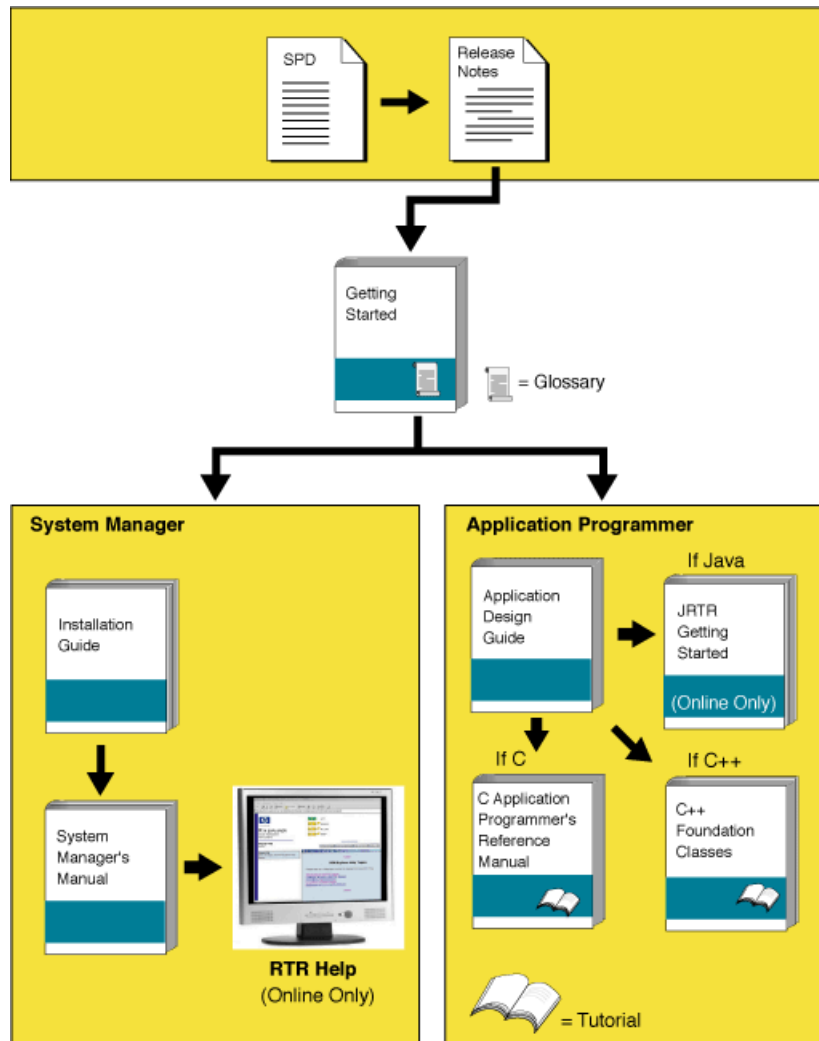 SPD
Release
Notes
Getting
Started
= Glossary
System Manager
Installation
Guide
System
Manager's
Manual
RTR Help
(Online Only)
Application Programmer
Application
Design
Guide
If Java
JRTR
Getting
Started
(Online Only)
If C
C Application
Programmer's
Reference
Manual
If C++
C++
Foundation
Classes
= Tutorial